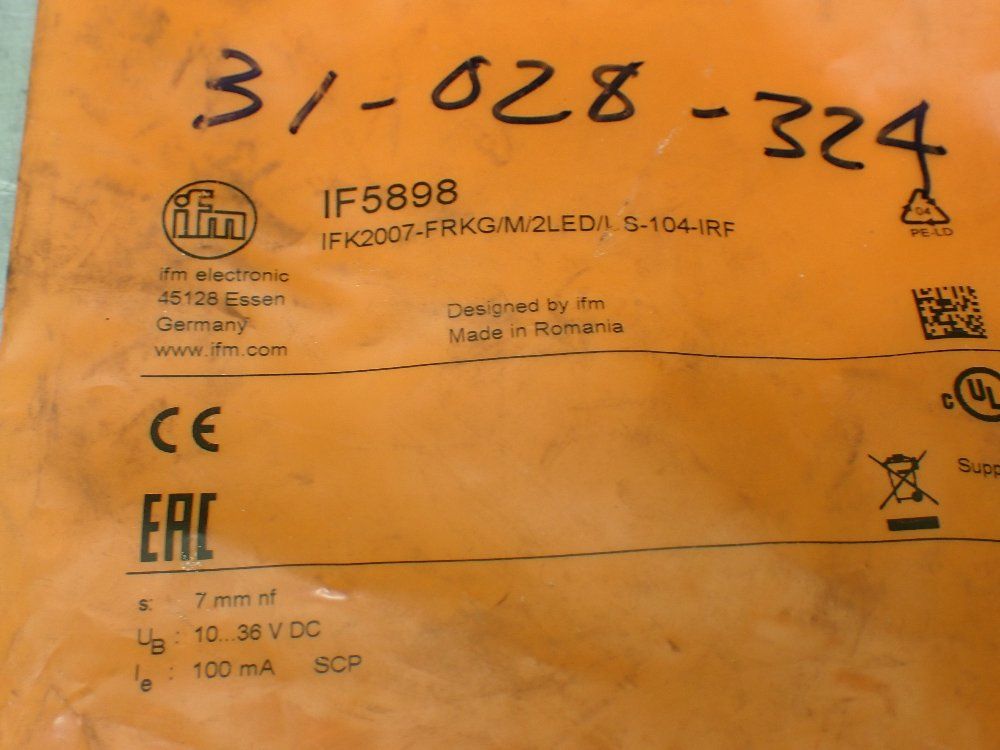 31-028-324
ifm
IF5898
IFK2007-FRKG/M/2LED/ S-104-IRF
04
PE-LD
ifm electronic
45128 Essen
Germany
www.ifm.com
Designed by ifm
Made in Romania
CE
c UL
EAC
s: 7 mm nf
UB : 10...36 V DC
Ie : 100 mA SCP